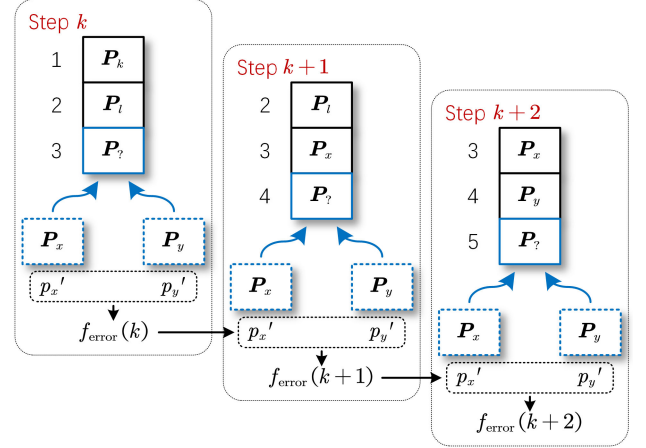 Step k
1 P_k
2 P_l
3 P_?
P_x P_y
p_x' p_y'
f_error(k)
Step k+1
2 P_l
3 P_x
4 P_?
P_x P_y
p_x' p_y'
f_error(k+1)
Step k+2
3 P_x
4 P_y
5 P_?
P_x P_y
p_x' p_y'
f_error(k+2)